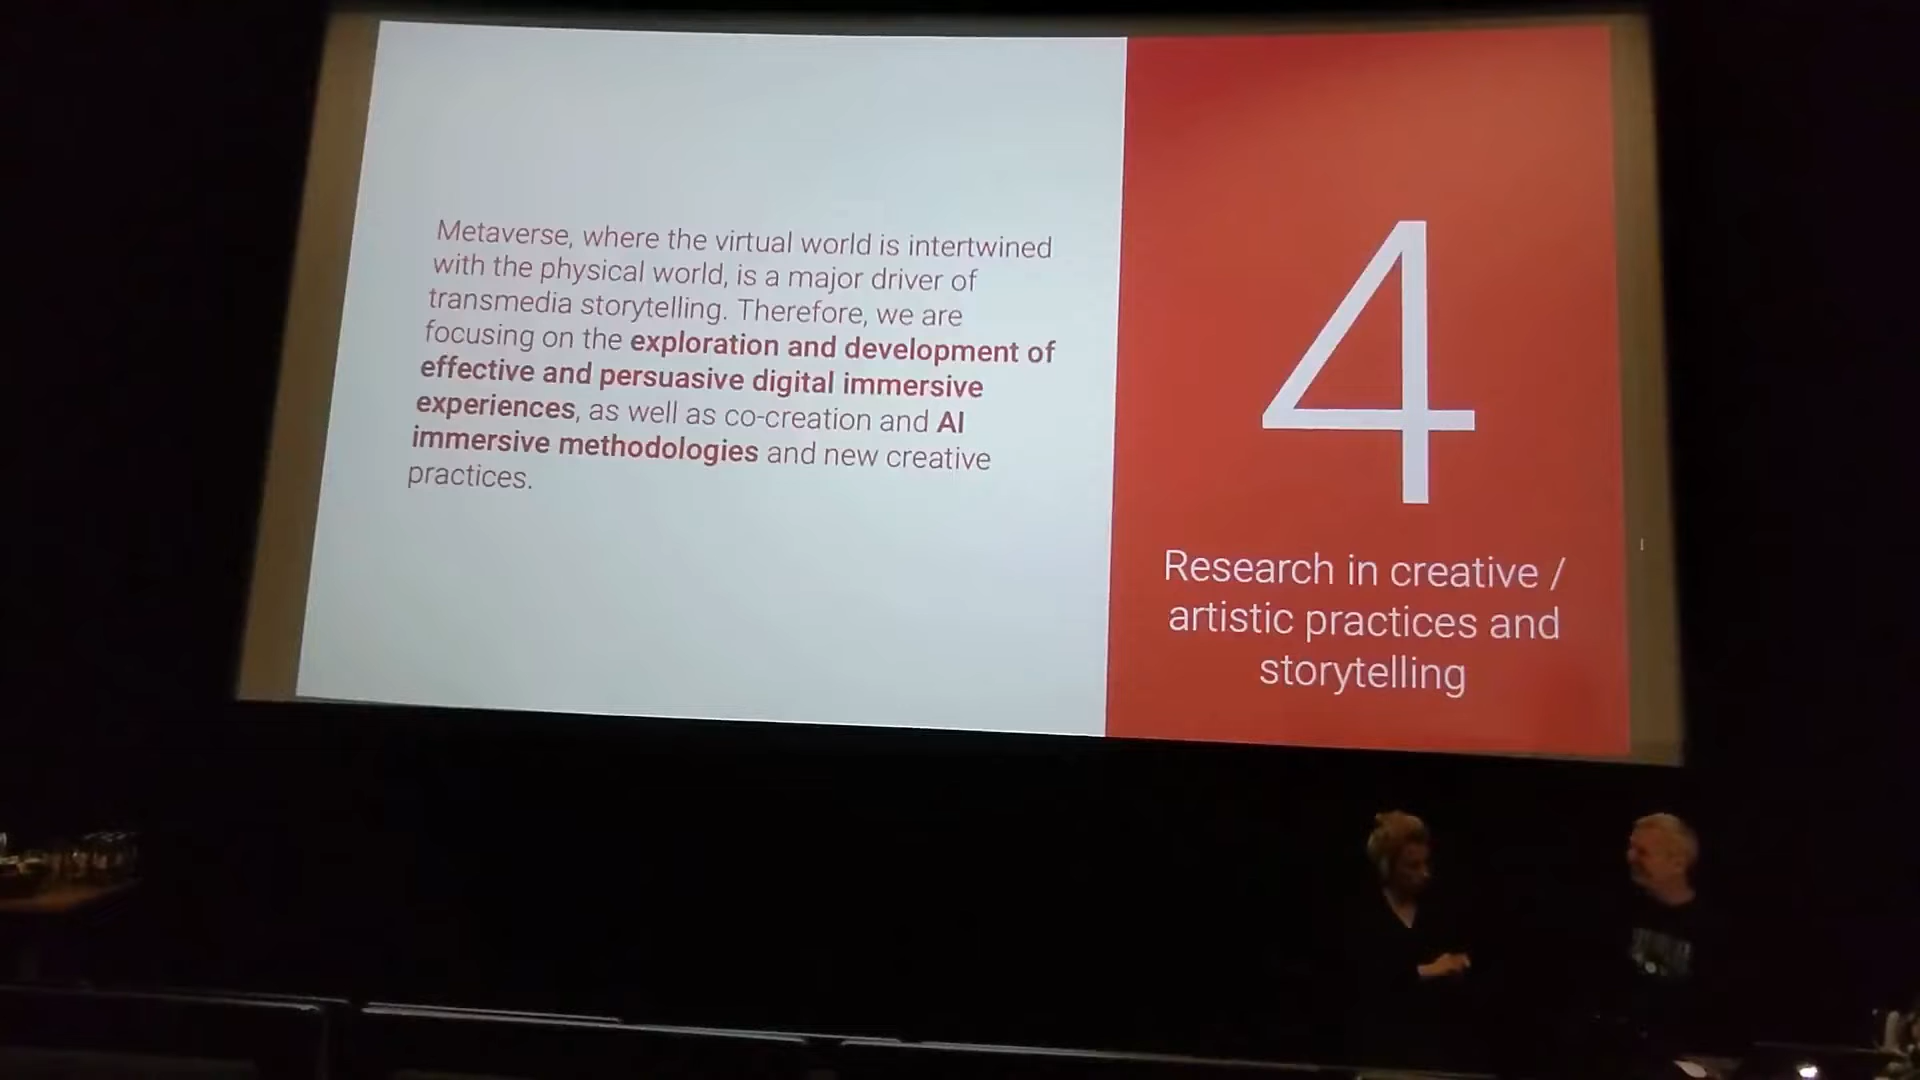 Metaverse, where the virtual world is intertwined
with the physical world, is a major driver of
transmedia storytelling. Therefore, we are
focusing on the exploration and development of
effective and persuasive digital immersive
experiences, as well as co-creation and AI
immersive methodologies and new creative
practices.
4
Research in creative /
artistic practices and
storytelling